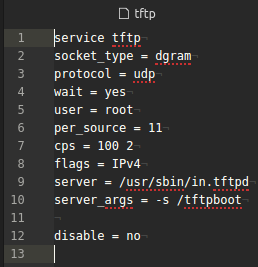 tftp
1 service tftp¬
2 socket_type = dgram¬
3 protocol = udp¬
4 wait = yes¬
5 user = root¬
6 per_source = 11¬
7 cps = 100 2¬
8 flags = IPv4¬
9 server = /usr/sbin/in.tftpd¬
10 server_args = -s /tftpboot¬
11 ¬
12 disable = no¬
13